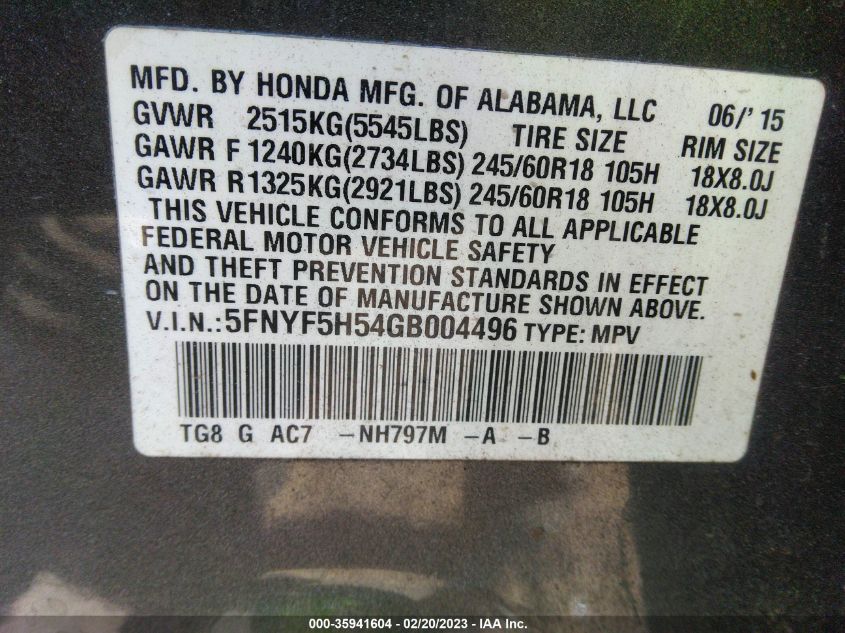 MFD. BY HONDA MFG. OF ALABAMA, LLC 06/'15
GVWR 2515KG(5545LBS) TIRE SIZE RIM SIZE
GAWR F 1240KG(2734LBS) 245/60R18 105H 18X8.0J
GAWR R1325KG(2921LBS) 245/60R18 105H 18X8.0J
THIS VEHICLE CONFORMS TO ALL APPLICABLE
FEDERAL MOTOR VEHICLE SAFETY
AND THEFT PREVENTION STANDARDS IN EFFECT
ON THE DATE OF MANUFACTURE SHOWN ABOVE.
V.I.N.:5FNYF5H54GB004496 TYPE: MPV
TG8 G AC7 -NH797M -A -B
000-35941604 - 02/20/2023 - IAA Inc.